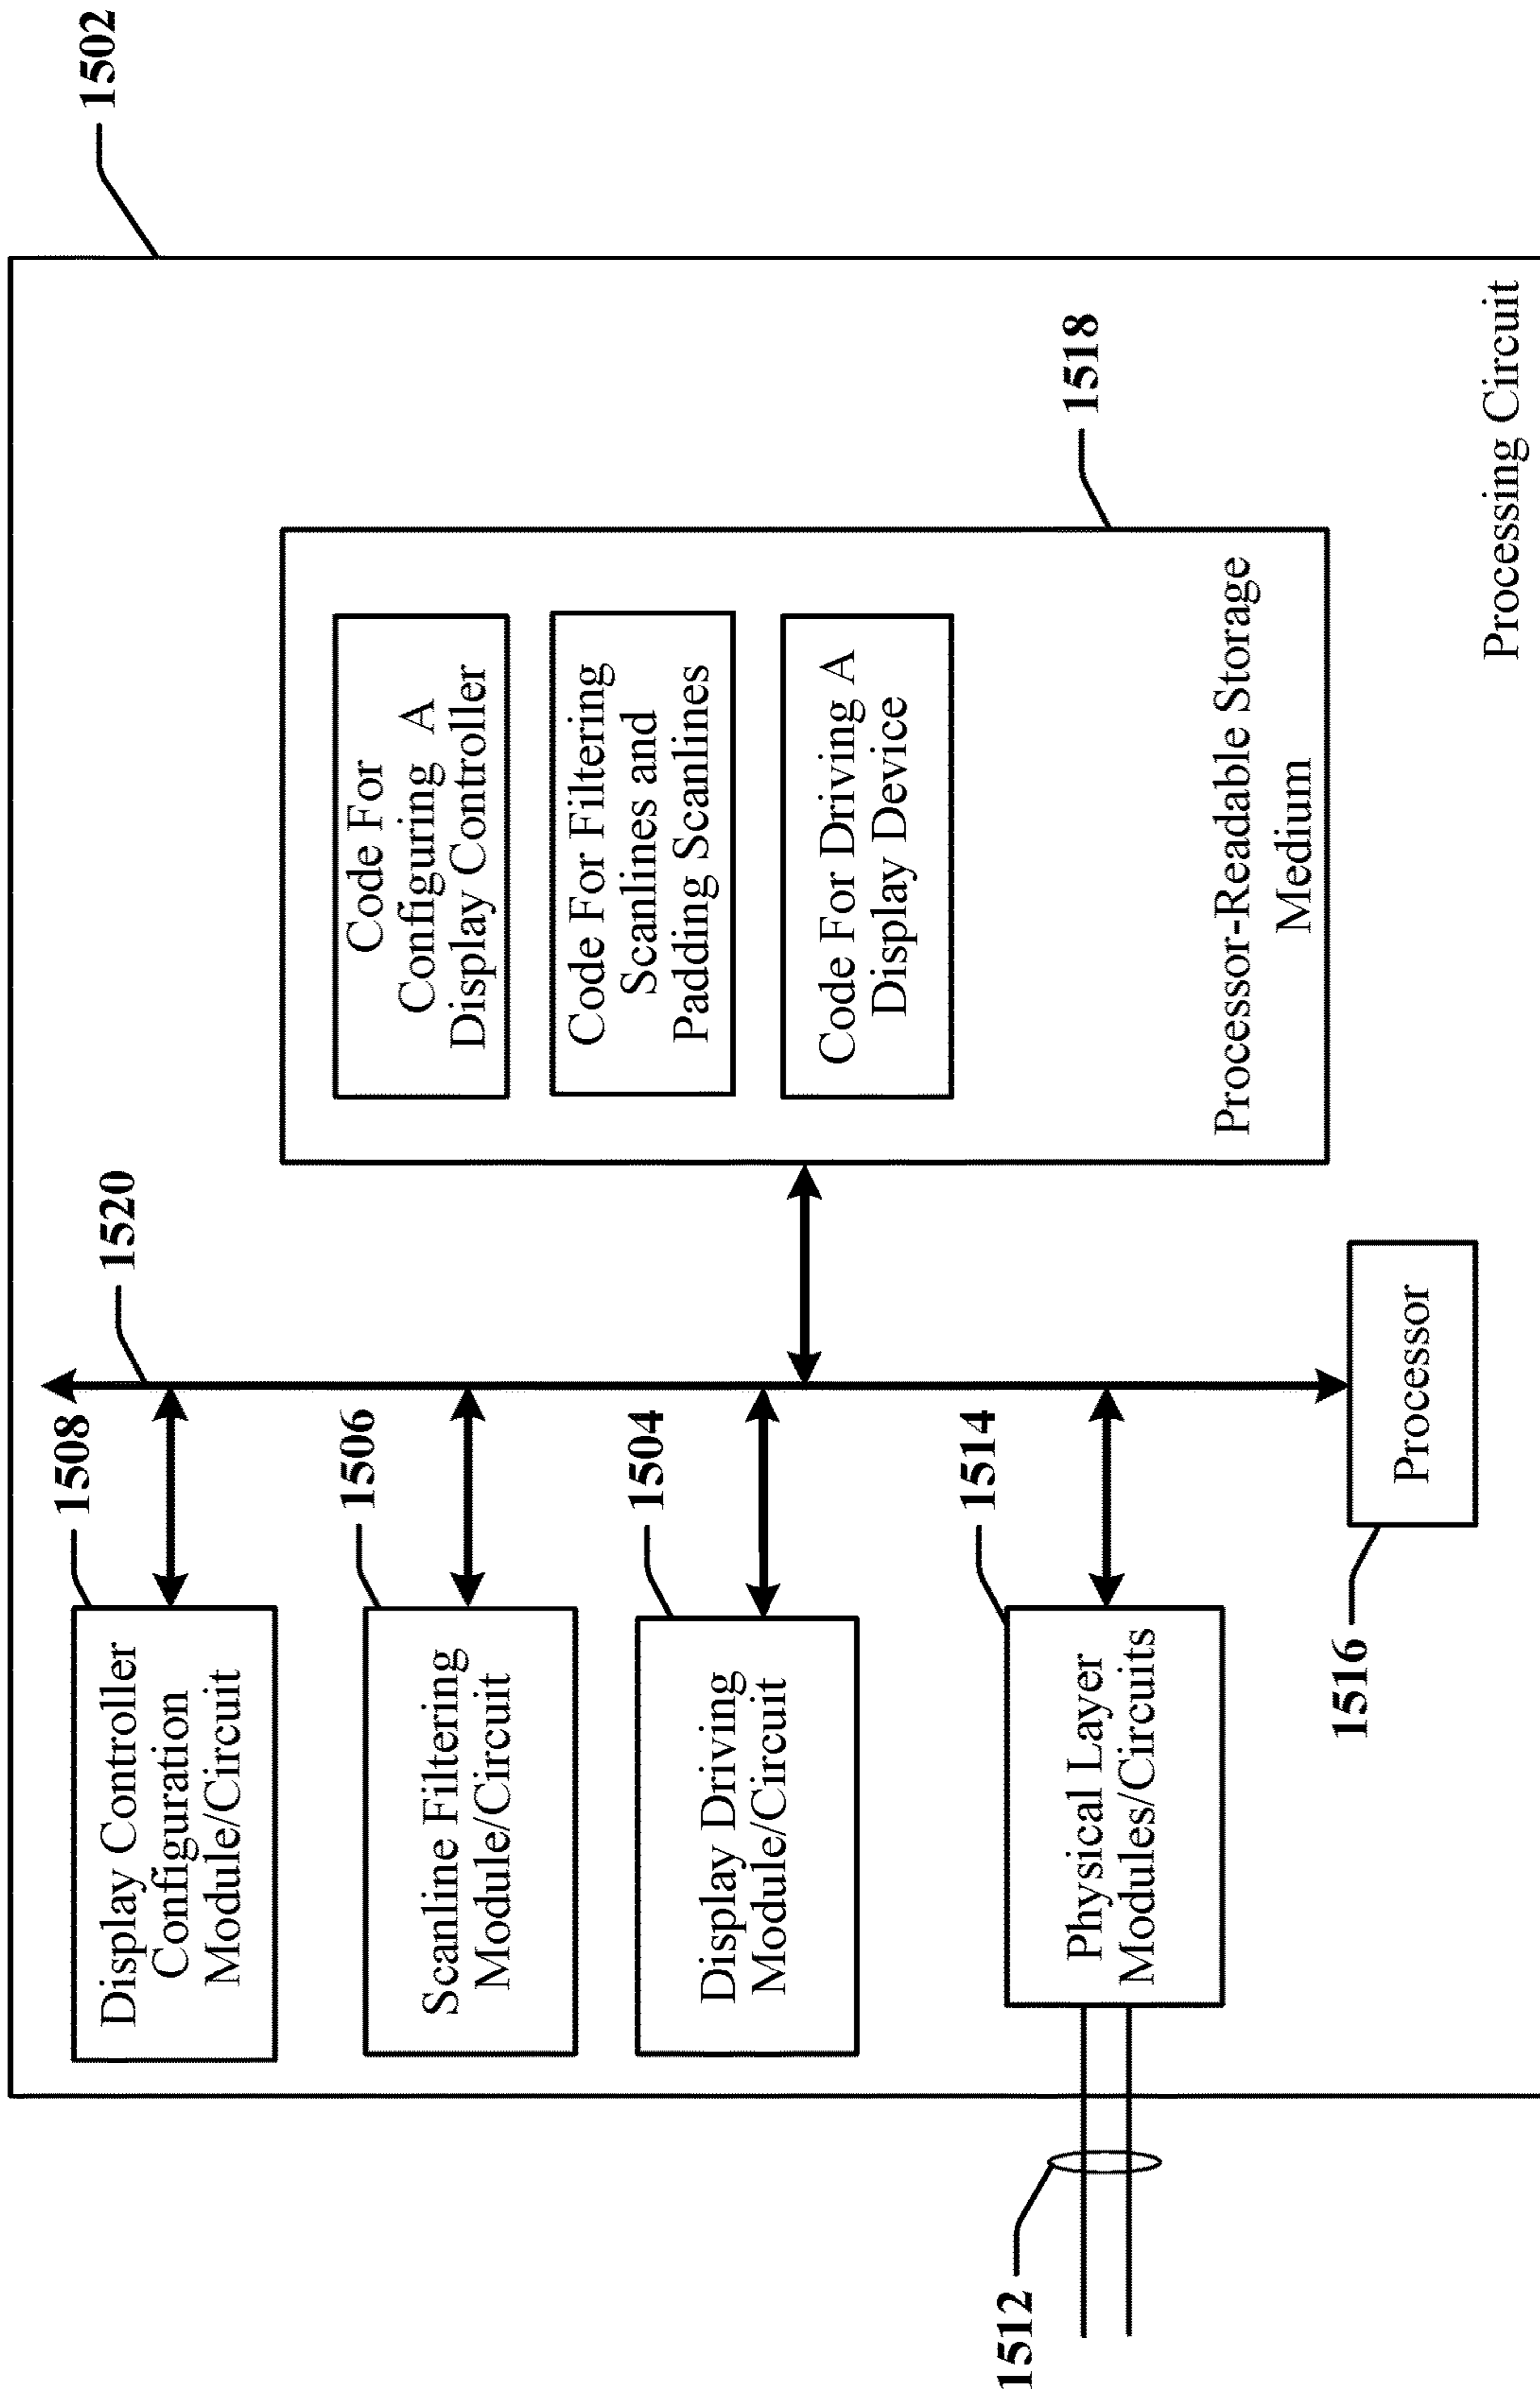 1502
1520
1508
Display Controller
Configuration
Module/Circuit
1506
Scanline Filtering
Module/Circuit
1504
Display Driving
Module/Circuit
1514
Physical Layer
Modules/Circuits
1512
1516
Processor
1518
Code For
Configuring A
Display Controller
Code For Filtering
Scanlines and
Padding Scanlines
Code For Driving A
Display Device
Processor-Readable Storage
Medium
Processing Circuit